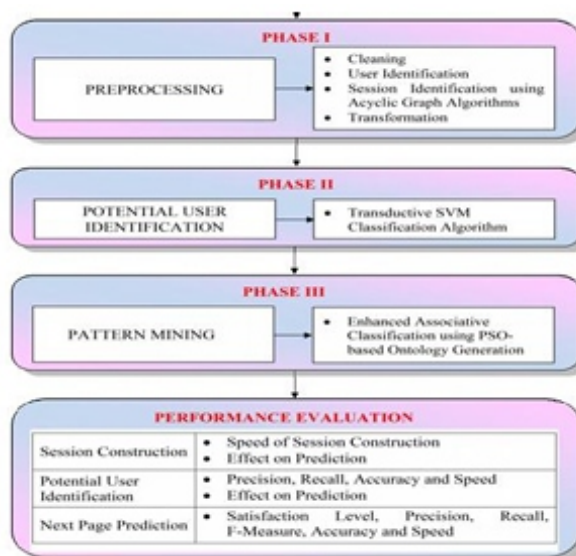 PHASE I
PREPROCESSING
• Cleaning
• User Identification
• Session Identification using
Acyclic Graph Algorithms
• Transformation
PHASE II
POTENTIAL USER
IDENTIFICATION
• Transductive SVM
Classification Algorithm
PHASE III
PATTERN MINING
• Enhanced Associative
Classification using PSO-
based Ontology Generation
PERFORMANCE EVALUATION
Session Construction
• Speed of Session Construction
• Effect on Prediction
Potential User
Identification
• Precision, Recall, Accuracy and Speed
• Effect on Prediction
Next Page Prediction
• Satisfaction Level, Precision, Recall,
F-Measure, Accuracy and Speed